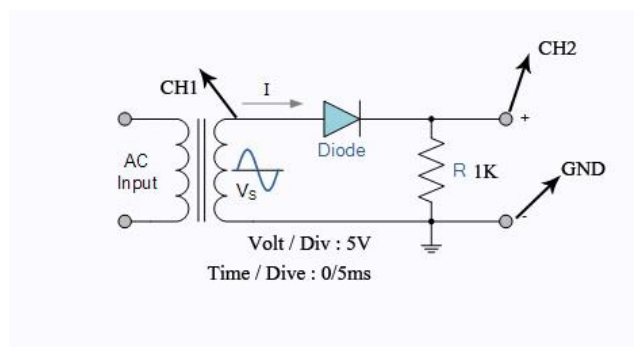 CH2
CH1
I
+
AC
Input
Vs
Diode
R 1K
GND
-
Volt / Div : 5V
Time / Dive : 0/5ms